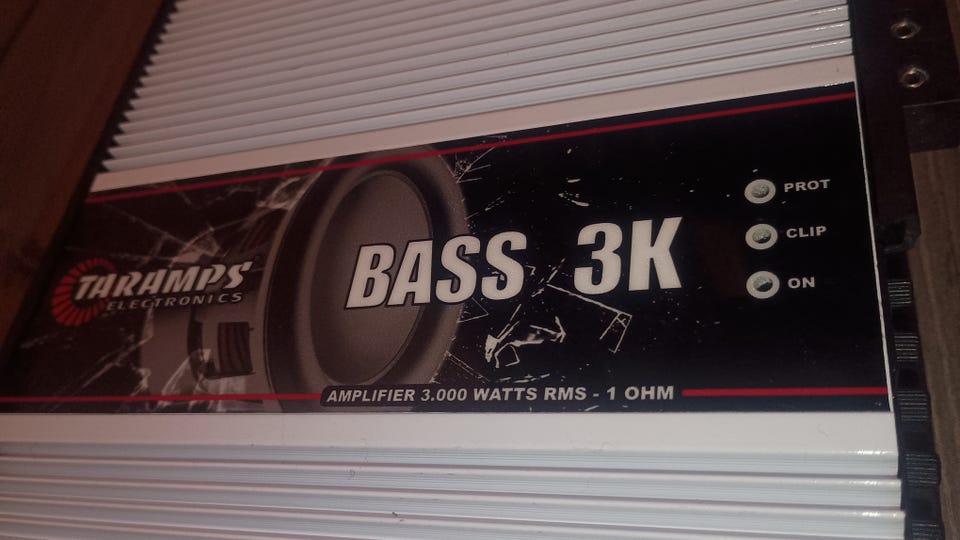 TARAMPS
ELECTRONICS
BASS 3K
PROT
CLIP
ON
AMPLIFIER 3.000 WATTS RMS - 1 OHM